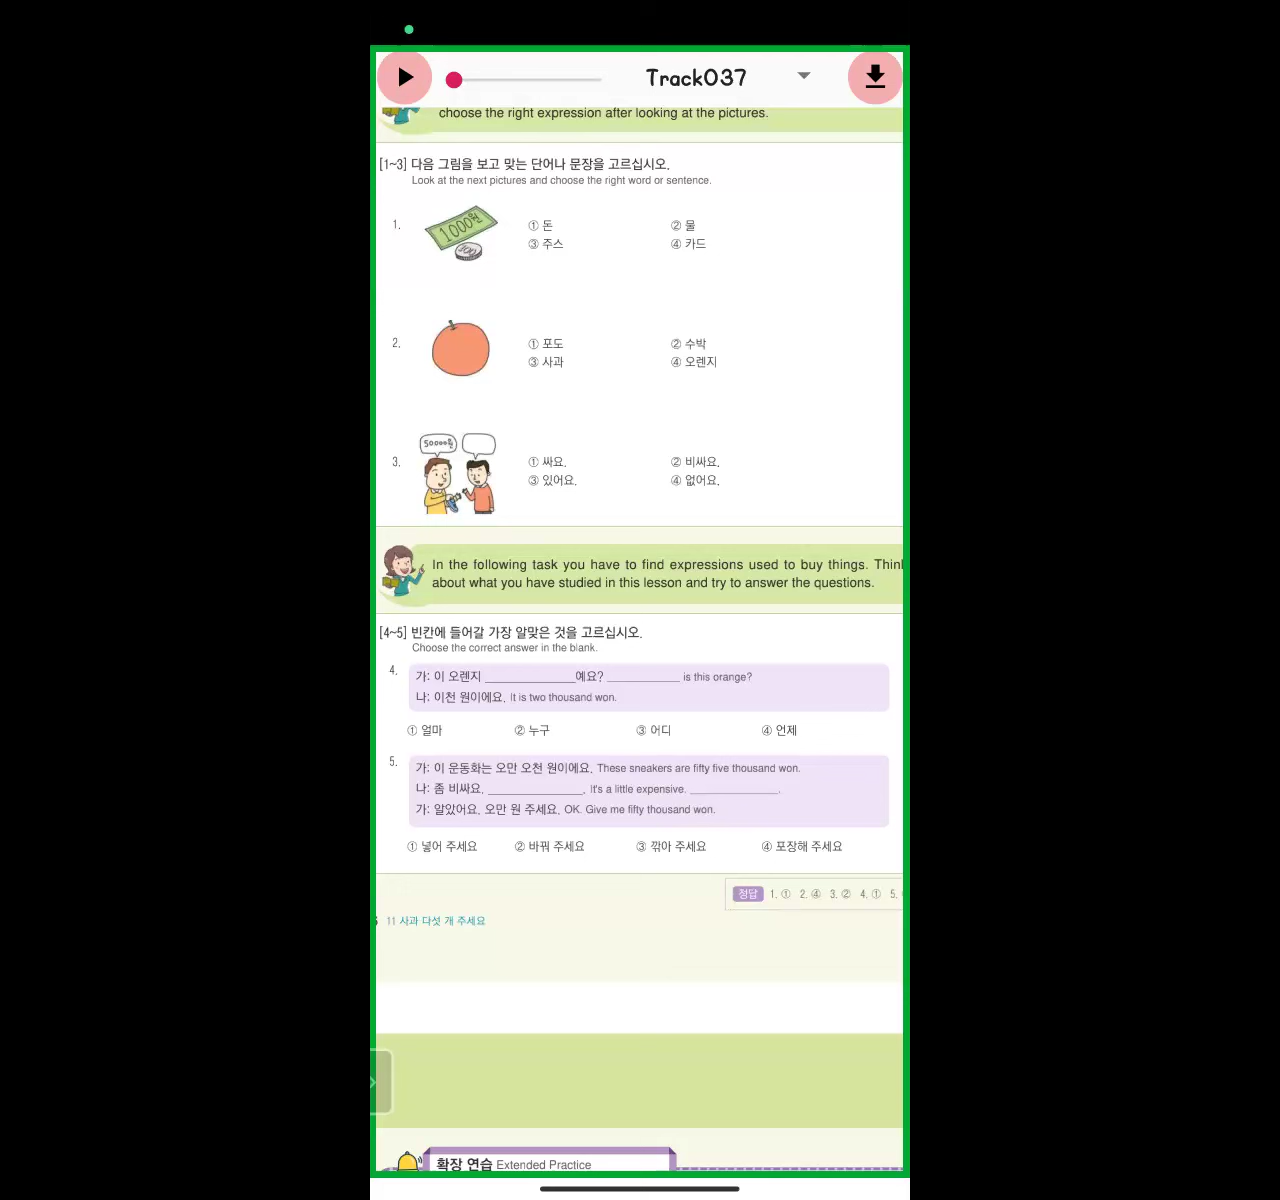 Track037
choose the right expression after looking at the pictures.
[1~3] 다음 그림을 보고 맞는 단어나 문장을 고르십시오.
Look at the next pictures and choose the right word or sentence.
1.
1000원
100
① 돈 ② 물
③ 주스 ④ 카드
2.
① 포도 ② 수박
③ 사과 ④ 오렌지
3.
50000원
① 싸요. ② 비싸요.
③ 있어요. ④ 없어요.
In the following task you have to find expressions used to buy things.
about what you have studied in this lesson and try to answer the questions.
[4~5] 빈칸에 들어갈 가장 알맞은 것을 고르십시오.
Choose the correct answer in the blank.
4.
가: 이 오렌지 ______________예요? ____________ is this orange?
나: 이천 원이에요. It is two thousand won.
① 얼마 ② 누구 ③ 어디 ④ 언제
5.
가: 이 운동화는 오만 오천 원이에요. These sneakers are fifty five thousand won.
나: 좀 비싸요. ______________. It's a little expensive. ______________.
가: 알았어요. 오만 원 주세요. OK. Give me fifty thousand won.
① 넣어 주세요 ② 바꿔 주세요 ③ 깎아 주세요 ④ 포장해 주세요
정답 1. ① 2. ④ 3. ② 4. ① 5.
11 사과 다섯 개 주세요
확장 연습 Extended Practice